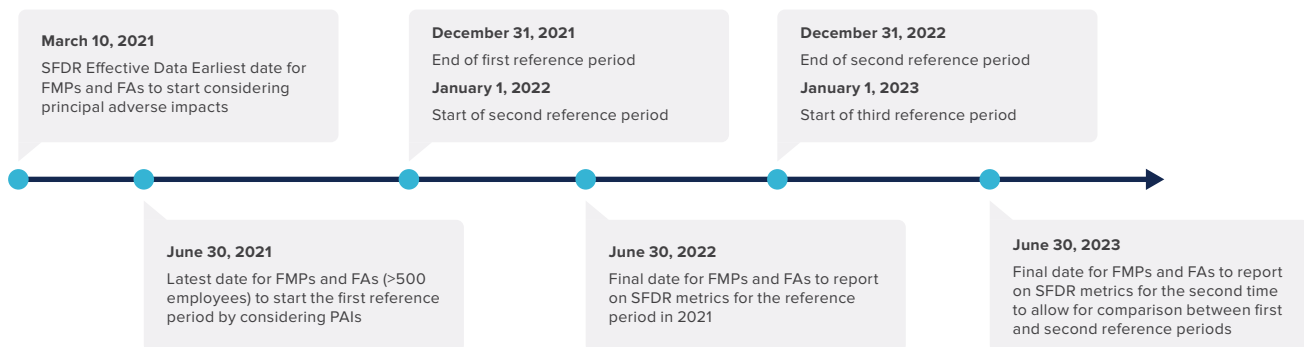 March 10, 2021
SFDR Effective Data Earliest date for
FMPs and FAs to start considering
principal adverse impacts
December 31, 2021
End of first reference period
January 1, 2022
Start of second reference period
December 31, 2022
End of second reference period
January 1, 2023
Start of third reference period
June 30, 2021
Latest date for FMPs and FAs (>500
employees) to start the first reference
period by considering PAIs
June 30, 2022
Final date for FMPs and FAs to report
on SFDR metrics for the reference
period in 2021
June 30, 2023
Final date for FMPs and FAs to report
on SFDR metrics for the second time
to allow for comparison between first
and second reference periods